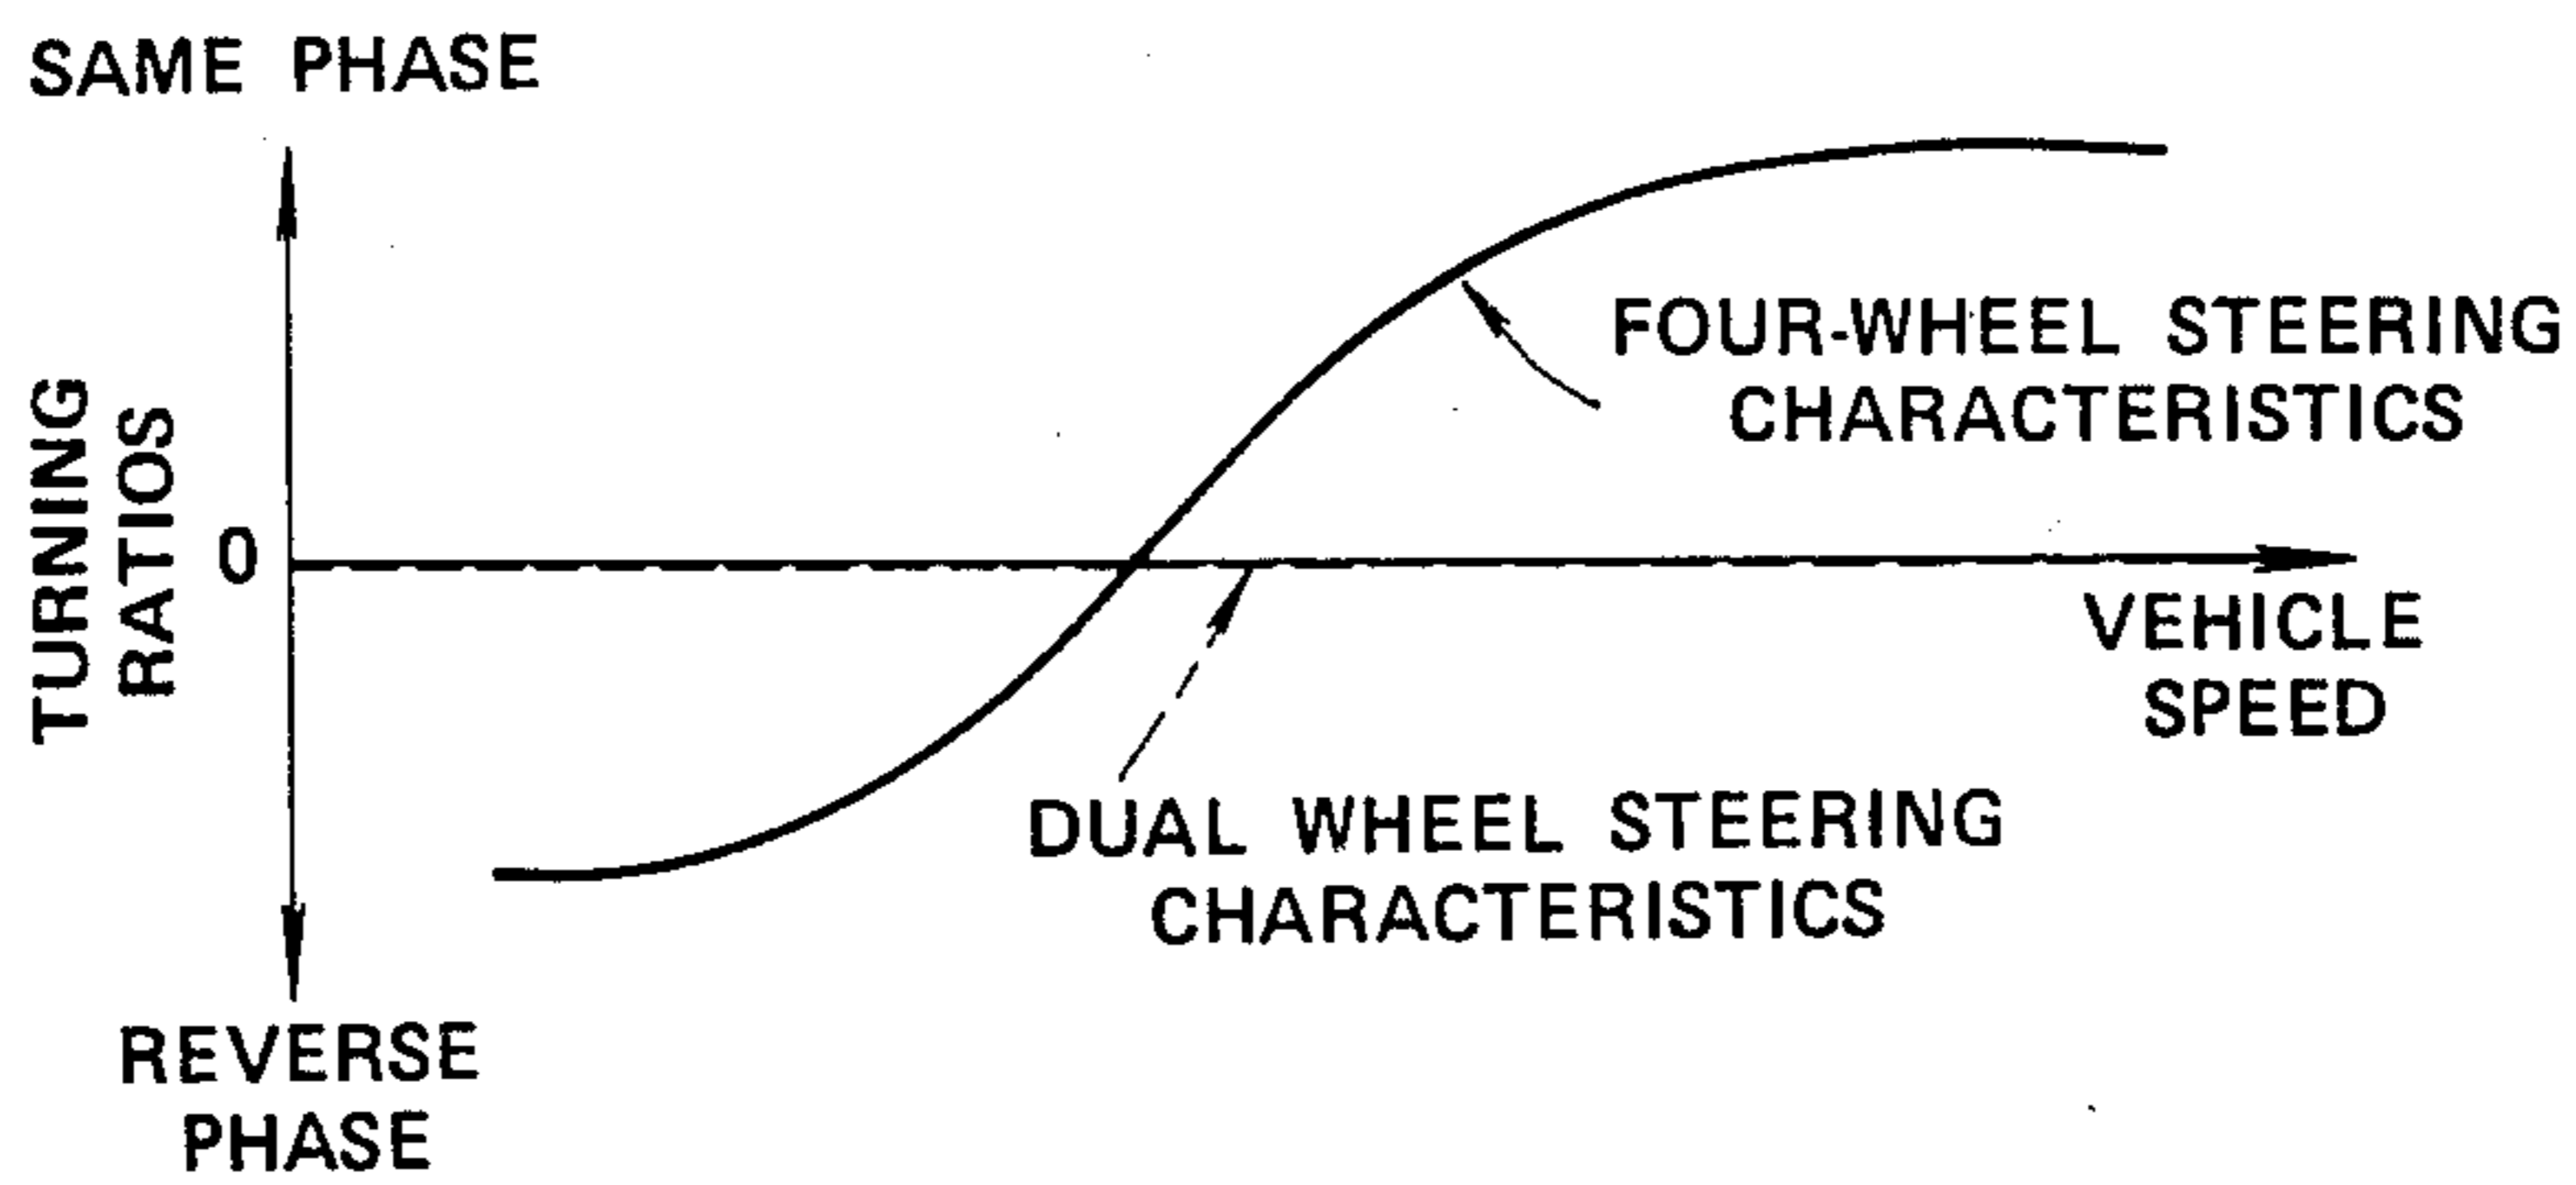 SAME PHASE
TURNING
RATIOS
0
FOUR-WHEEL STEERING
CHARACTERISTICS
VEHICLE
SPEED
DUAL WHEEL STEERING
CHARACTERISTICS
REVERSE
PHASE